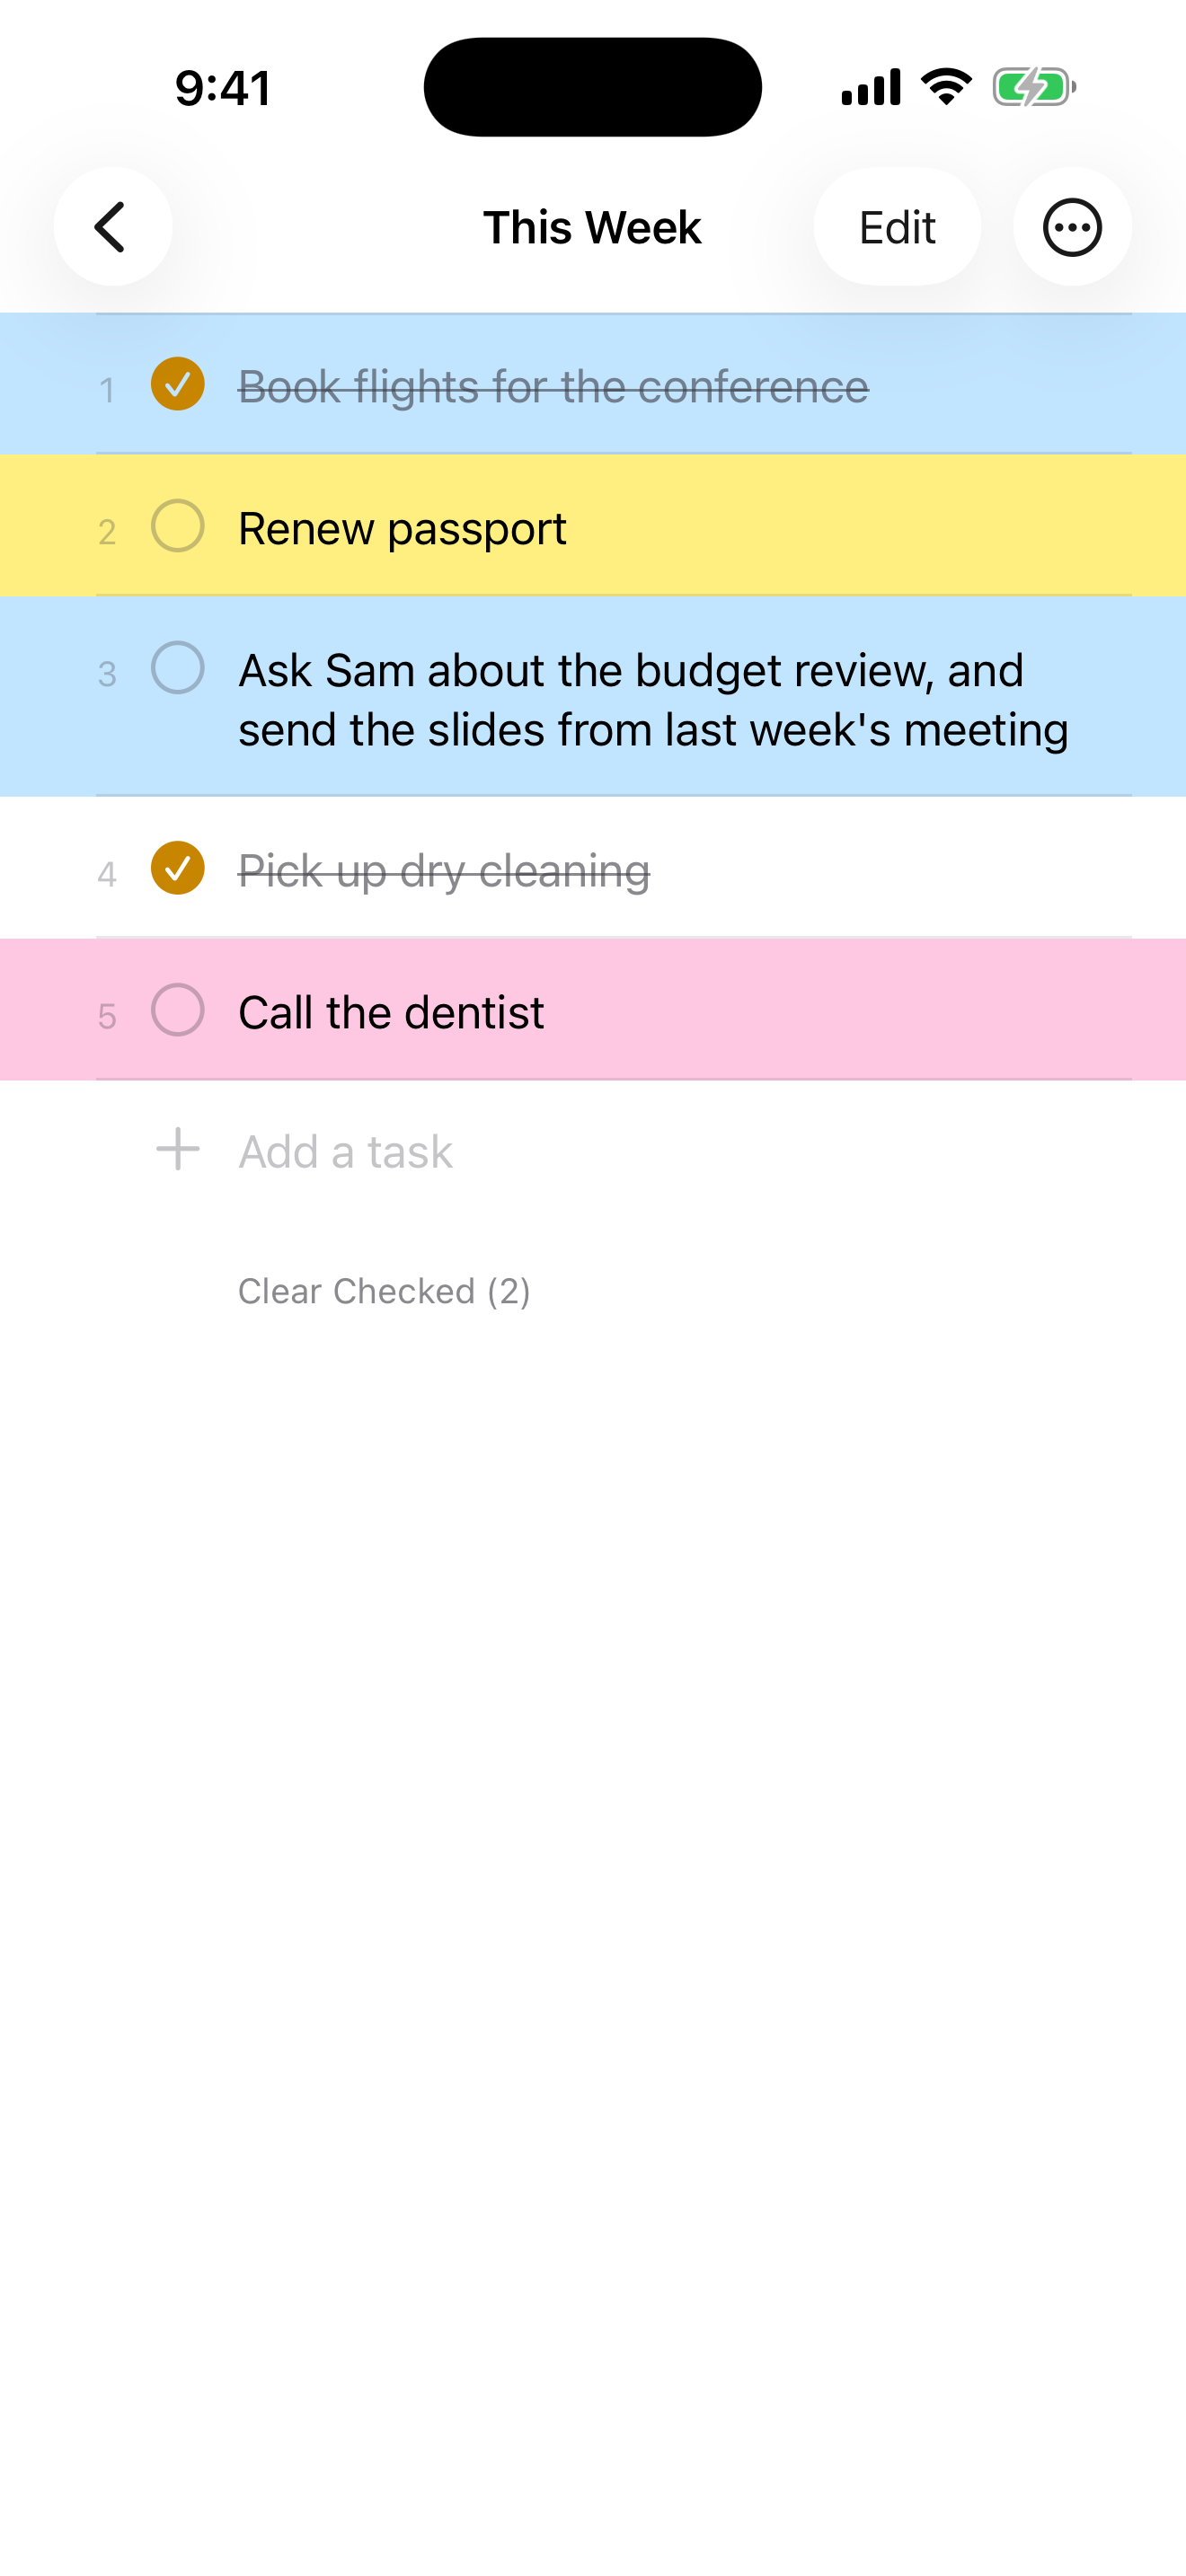 9:41
This Week
Edit
1 Book flights for the conference
2 Renew passport
3 Ask Sam about the budget review, and
send the slides from last week's meeting
4 Pick up dry cleaning
5 Call the dentist
Add a task
Clear Checked (2)